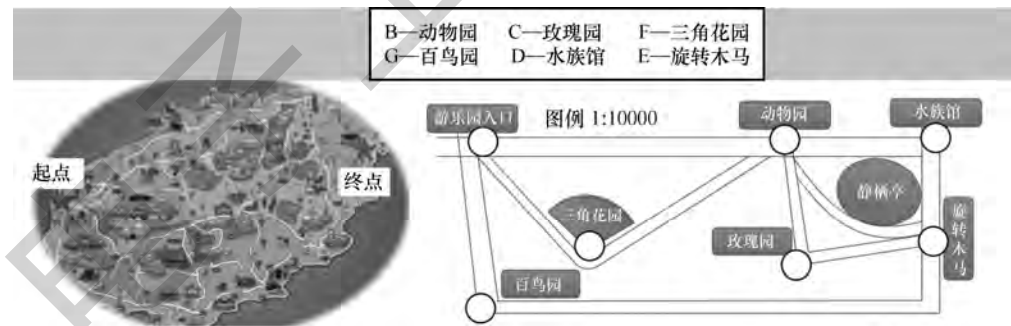 B—动物园 C—玫瑰园 F—三角花园
G—百鸟园 D—水族馆 E—旋转木马
游乐园入口 图例 1:10000 动物园 水族馆
起点
终点
静栖亭
三角花园
玫瑰园
旋转木马
百鸟园